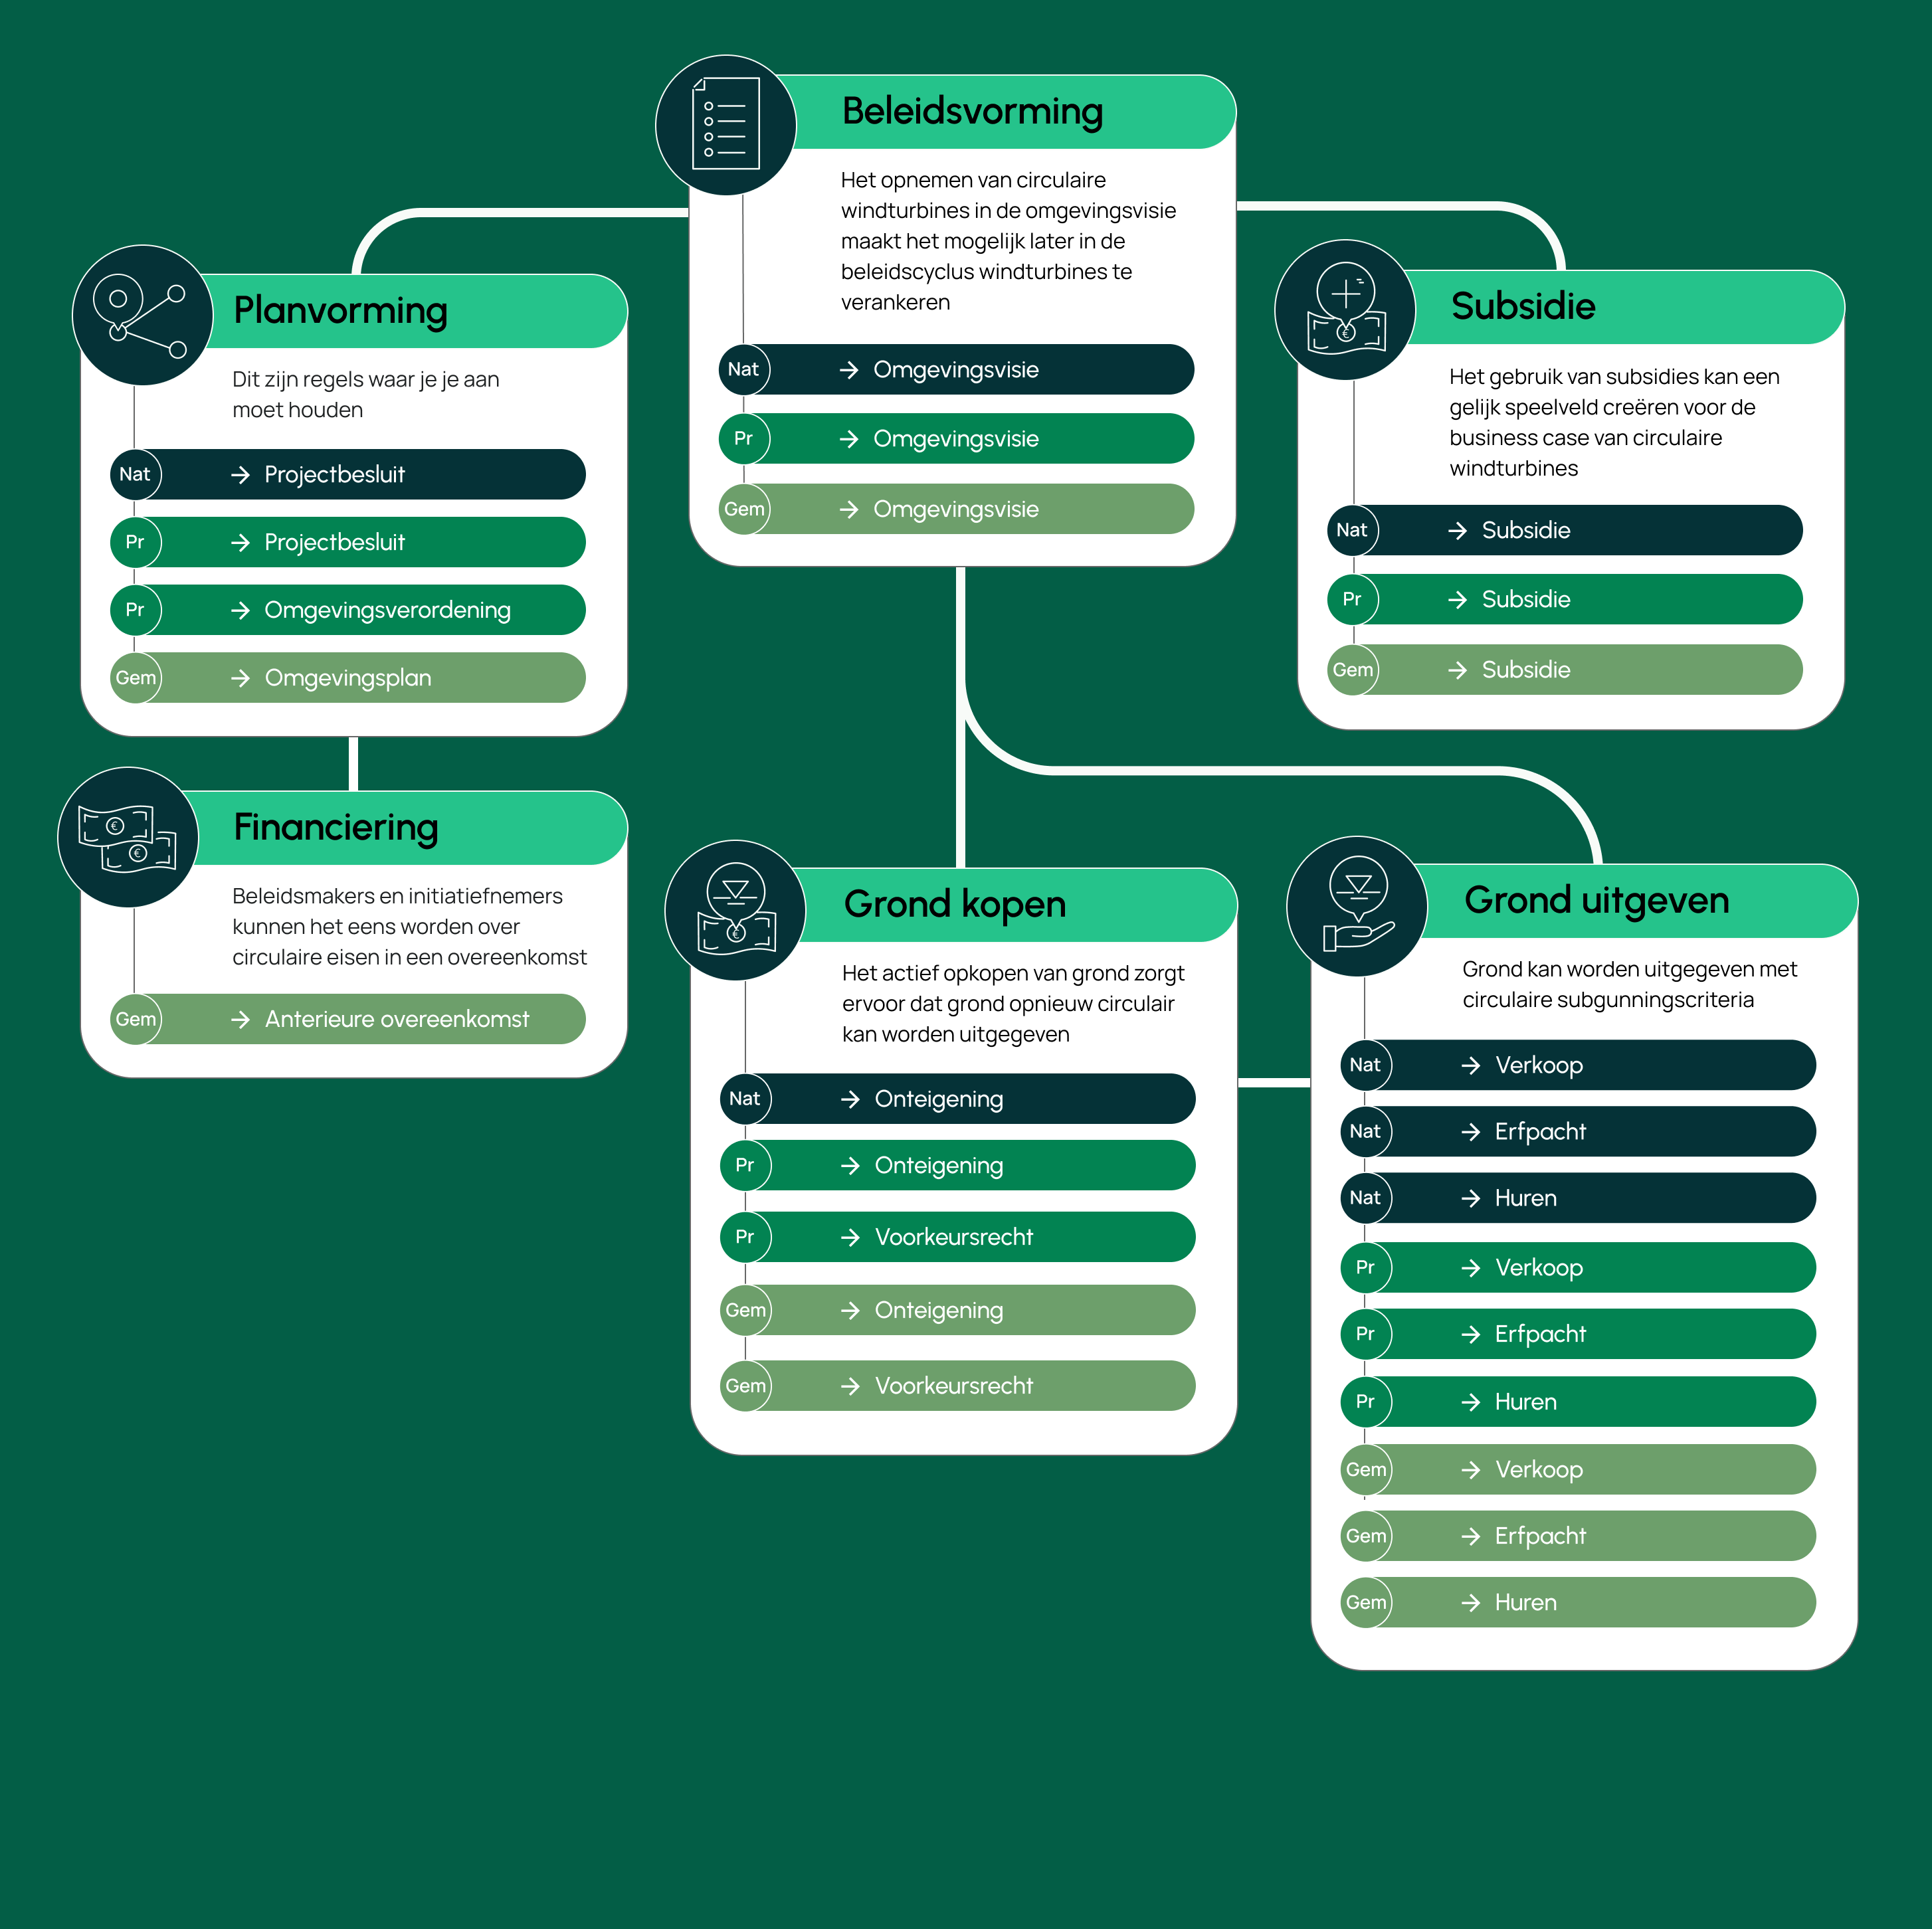 Beleidsvorming
Het opnemen van circulaire
windturbines in de omgevingsvisie
maakt het mogelijk later in de
beleidscyclus windturbines te
verankeren
Nat → Omgevingsvisie
Pr → Omgevingsvisie
Gem → Omgevingsvisie
Planvorming
Dit zijn regels waar je je aan
moet houden
Nat → Projectbesluit
Pr → Projectbesluit
Pr → Omgevingsverordening
Gem → Omgevingsplan
Subsidie
Het gebruik van subsidies kan een
gelijk speelveld creëren voor de
business case van circulaire
windturbines
Nat → Subsidie
Pr → Subsidie
Gem → Subsidie
Financiering
Beleidsmakers en initiatiefnemers
kunnen het eens worden over
circulaire eisen in een overeenkomst
Gem → Anterieure overeenkomst
Grond kopen
Het actief opkopen van grond zorgt
ervoor dat grond opnieuw circulair
kan worden uitgegeven
Nat → Onteigening
Pr → Onteigening
Pr → Voorkeursrecht
Gem → Onteigening
Gem → Voorkeursrecht
Grond uitgeven
Grond kan worden uitgegeven met
circulaire subgunningscriteria
Nat → Verkoop
Nat → Erfpacht
Nat → Huren
Pr → Verkoop
Pr → Erfpacht
Pr → Huren
Gem → Verkoop
Gem → Erfpacht
Gem → Huren